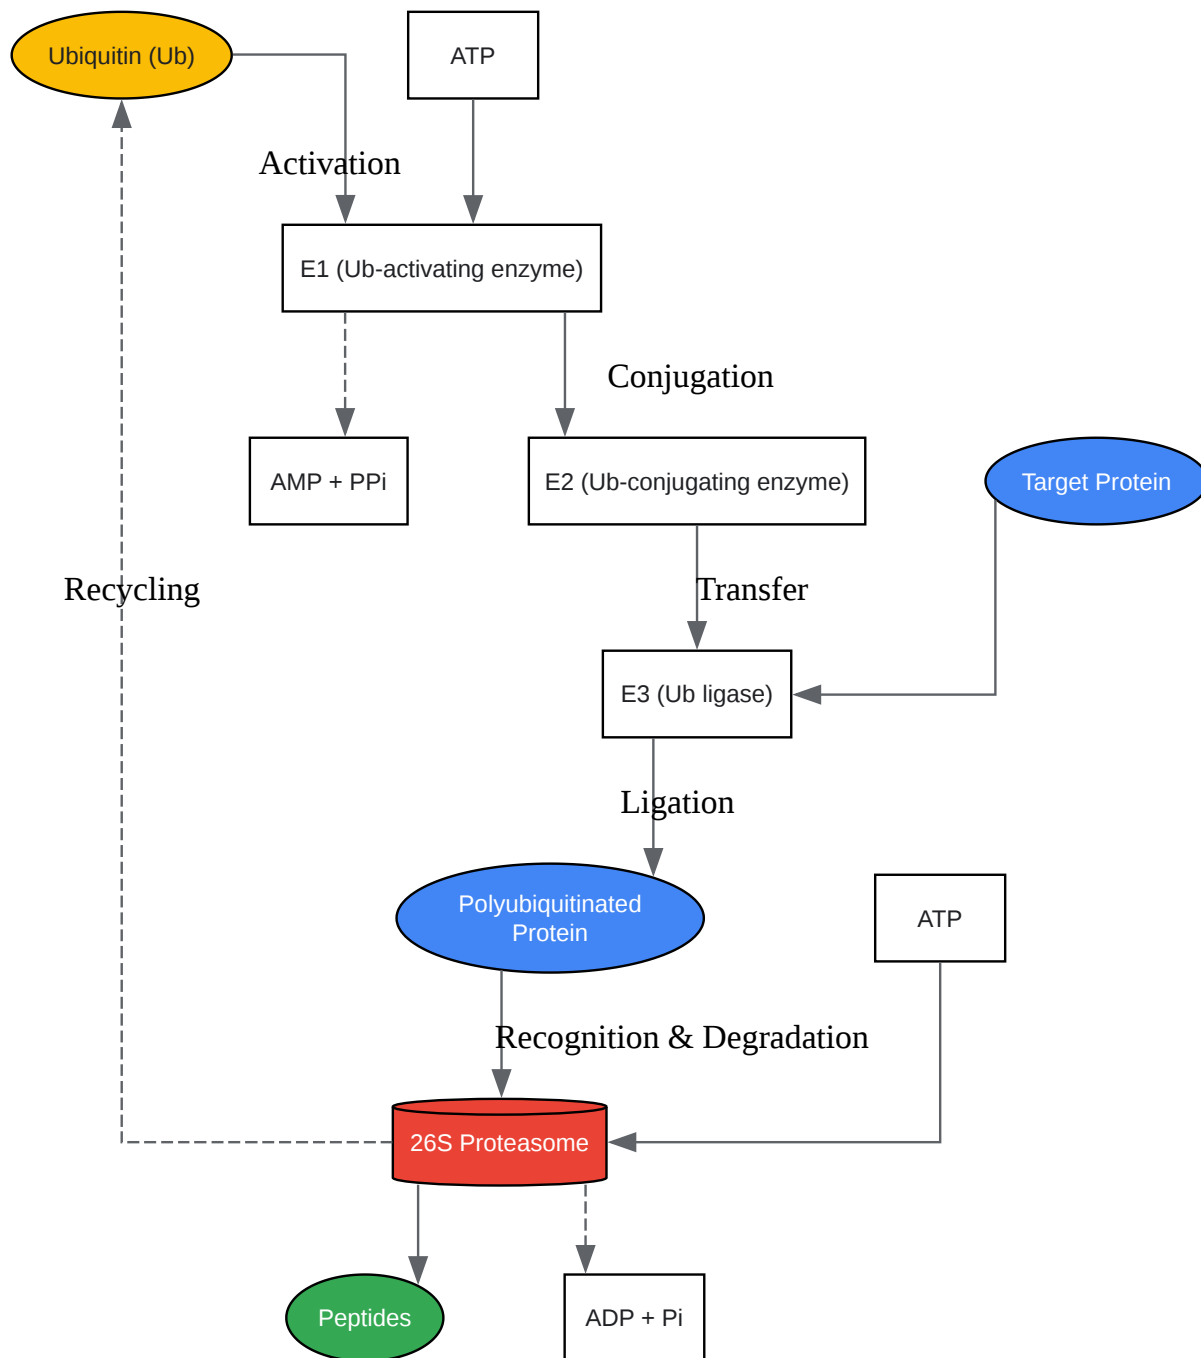 Ubiquitin (Ub)
ATP
Activation
E1 (Ub-activating enzyme)
Conjugation
AMP + PPi
E2 (Ub-conjugating enzyme)
Target Protein
Recycling
Transfer
E3 (Ub ligase)
Ligation
Polyubiquitinated
Protein
ATP
Recognition & Degradation
26S Proteasome
Peptides
ADP + Pi